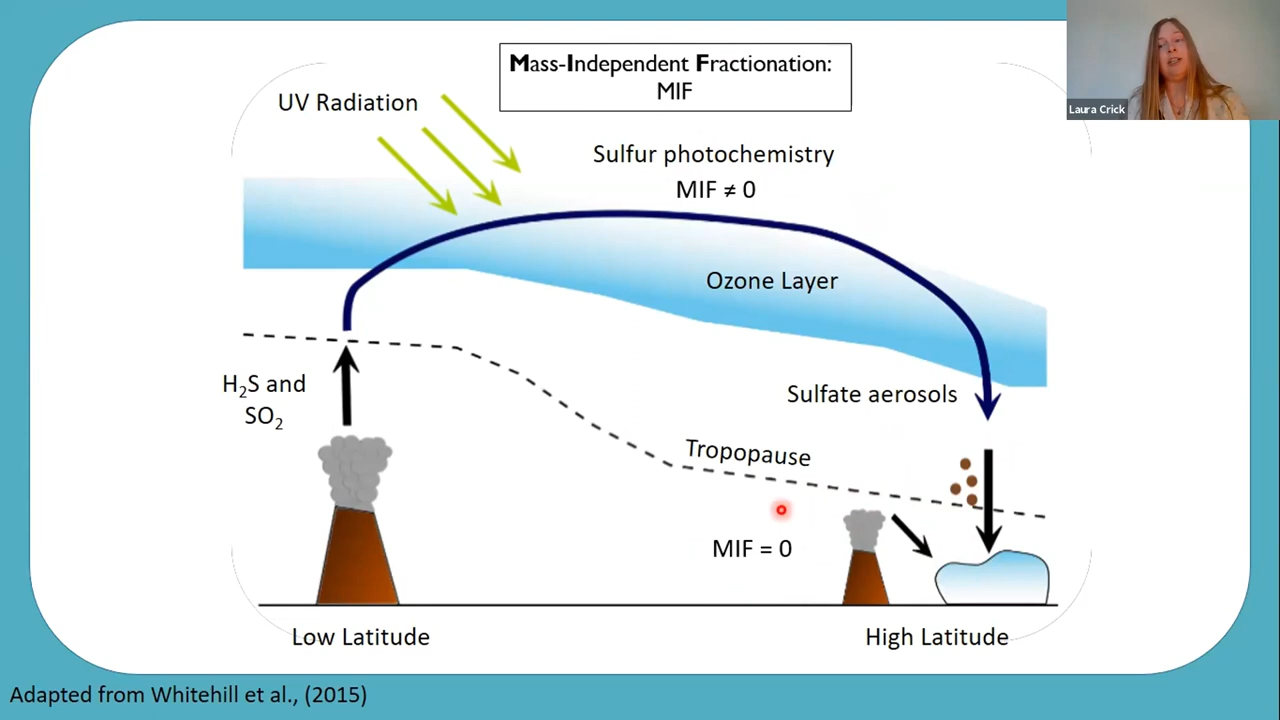 Mass-Independent Fractionation:
MIF
Laura Crick
UV Radiation
Sulfur photochemistry
MIF ≠ 0
Ozone Layer
H₂S and
SO₂
Sulfate aerosols
Tropopause
MIF = 0
Low Latitude
High Latitude
Adapted from Whitehill et al., (2015)